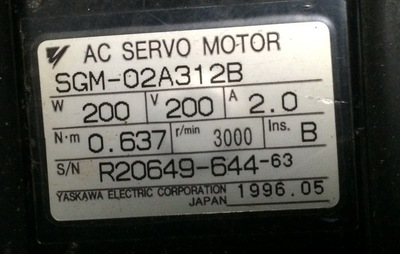 AC SERVO MOTOR
SGM-02A312B
W 200 V 200 A 2.0
N·m 0.637 r/min 3000 Ins. B
S/N R20649-644-63
YASKAWA ELECTRIC CORPORATION 1996.05
JAPAN